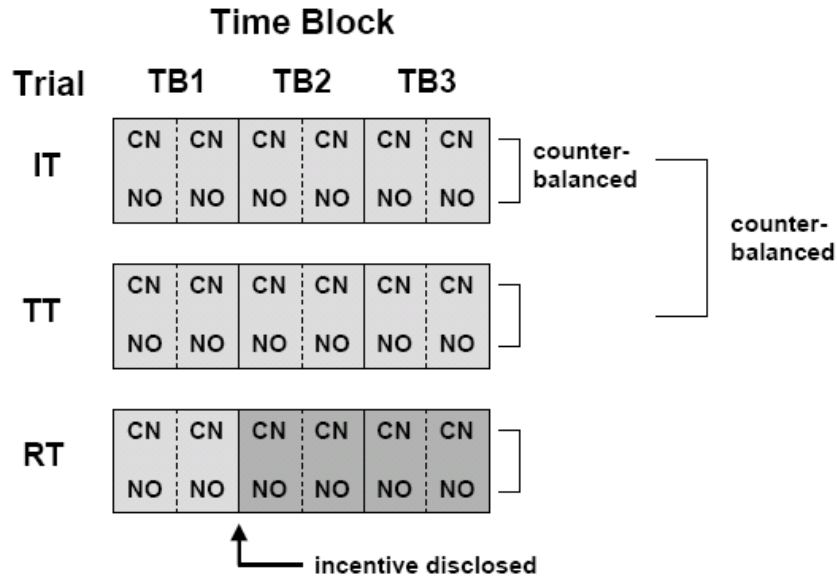 Time Block
Trial TB1 TB2 TB3
IT
CN CN CN CN CN CN
NO NO NO NO NO NO
counter-
balanced
counter-
balanced
TT
CN CN CN CN CN CN
NO NO NO NO NO NO
RT
CN CN CN CN CN CN
NO NO NO NO NO NO
incentive disclosed